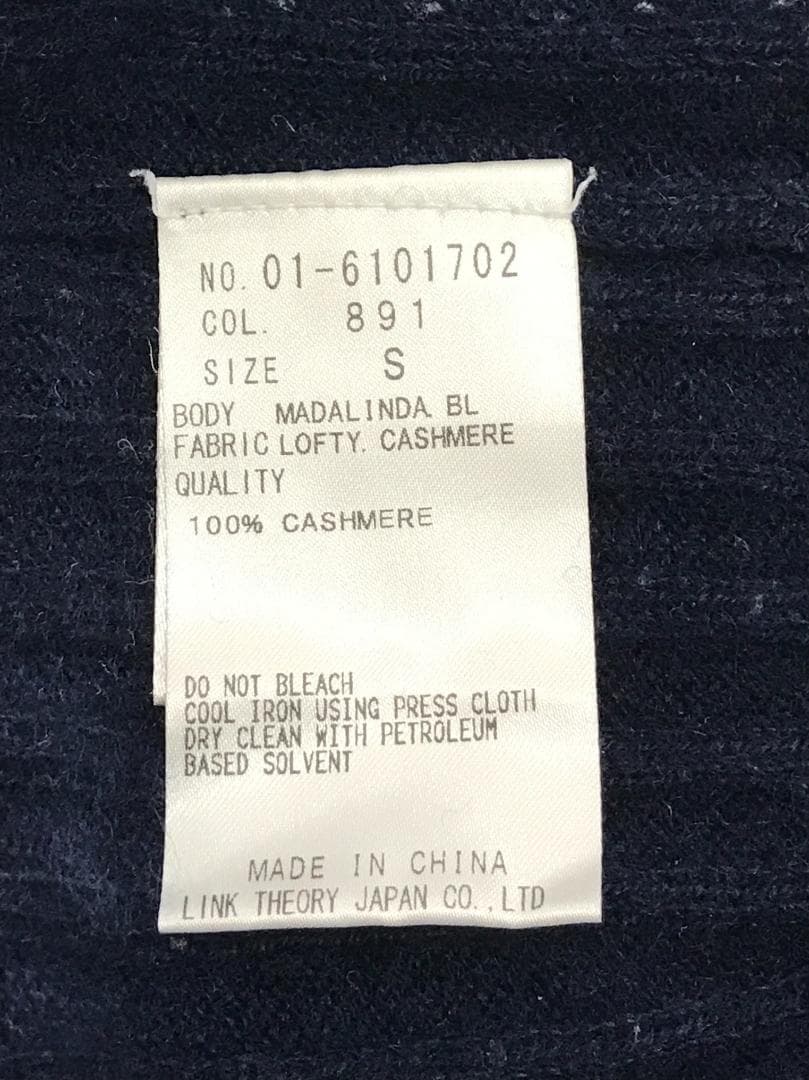 NO. 01-6101702
COL. 891
SIZE S
BODY MADALINDA. BL
FABRIC LOFTY. CASHMERE
QUALITY
100% CASHMERE
DO NOT BLEACH
COOL IRON USING PRESS CLOTH
DRY CLEAN WITH PETROLEUM
BASED SOLVENT
MADE IN CHINA
LINK THEORY JAPAN CO.,LTD